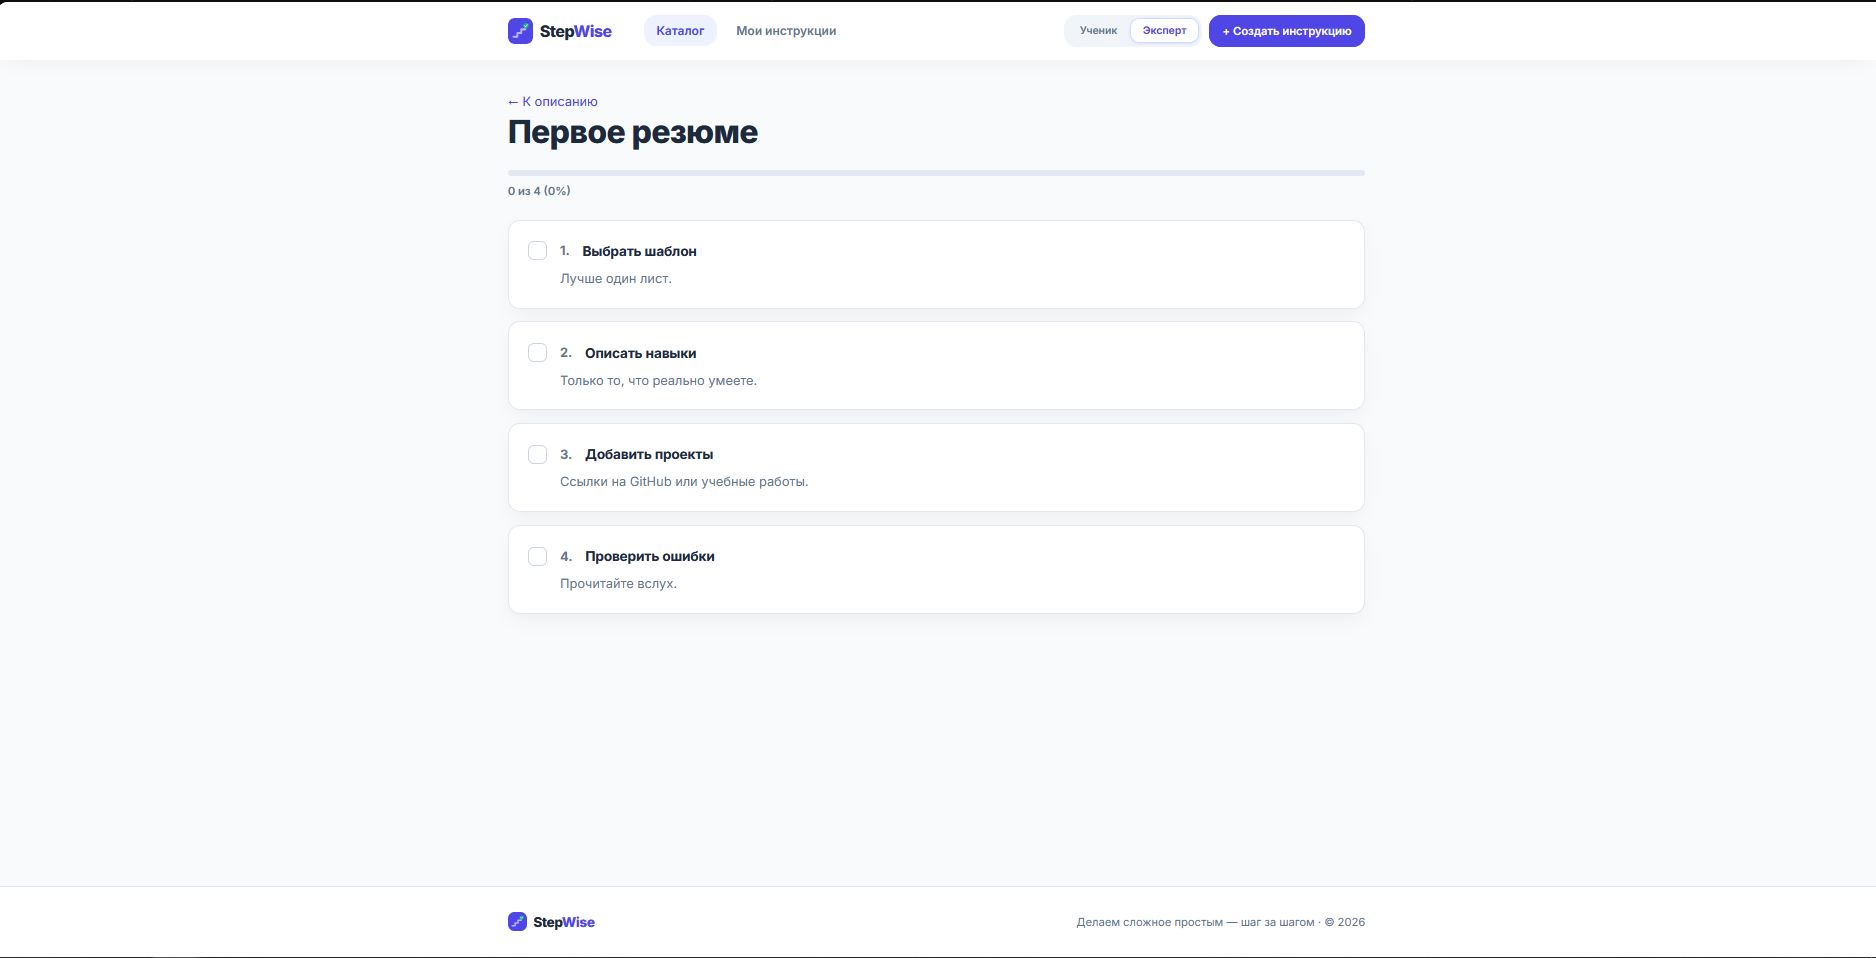 StepWise
Каталог
Мои инструкции
Ученик
Эксперт
+ Создать инструкцию
← К описанию
Первое резюме
0 из 4 (0%)
1. Выбрать шаблон
Лучше один лист.
2. Описать навыки
Только то, что реально умеете.
3. Добавить проекты
Ссылки на GitHub или учебные работы.
4. Проверить ошибки
Прочитайте вслух.
StepWise
Делаем сложное простым — шаг за шагом · © 2026